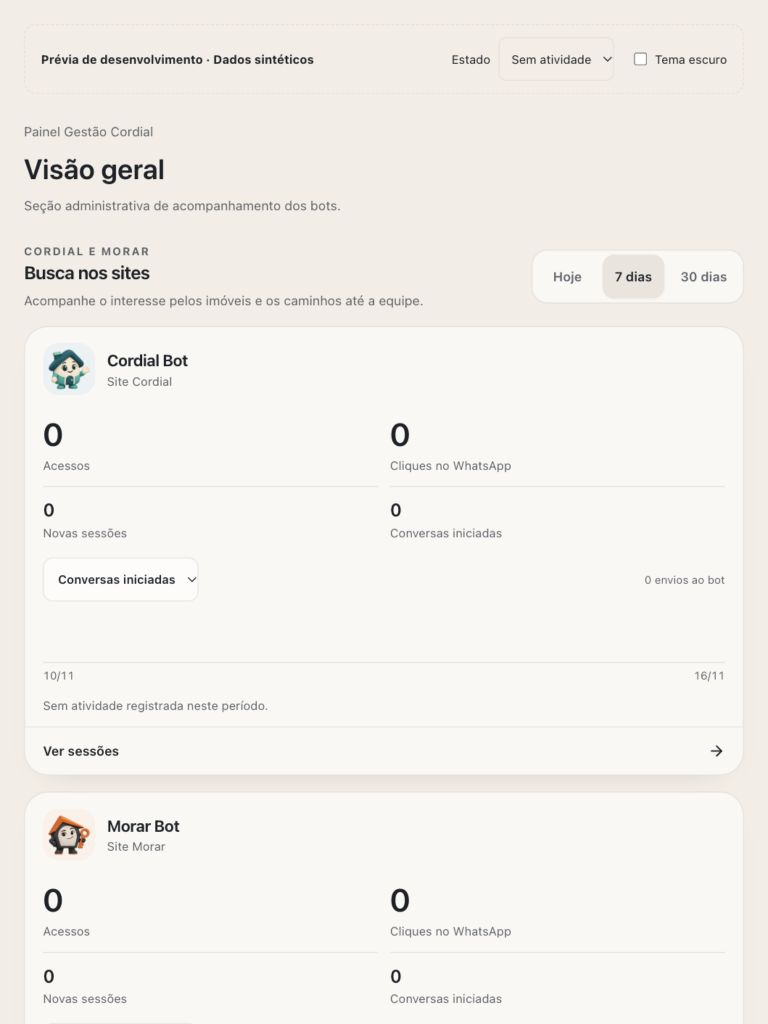 Prévia de desenvolvimento · Dados sintéticos
Estado
Sem atividade
Tema escuro
Painel Gestão Cordial
Visão geral
Seção administrativa de acompanhamento dos bots.
CORDIAL E MORAR
Busca nos sites
Acompanhe o interesse pelos imóveis e os caminhos até a equipe.
Hoje
7 dias
30 dias
Cordial Bot
Site Cordial
0
Acessos
0
Cliques no WhatsApp
0
Novas sessões
0
Conversas iniciadas
Conversas iniciadas
0 envios ao bot
10/11
16/11
Sem atividade registrada neste período.
Ver sessões
Morar Bot
Site Morar
0
Acessos
0
Cliques no WhatsApp
0
Novas sessões
0
Conversas iniciadas